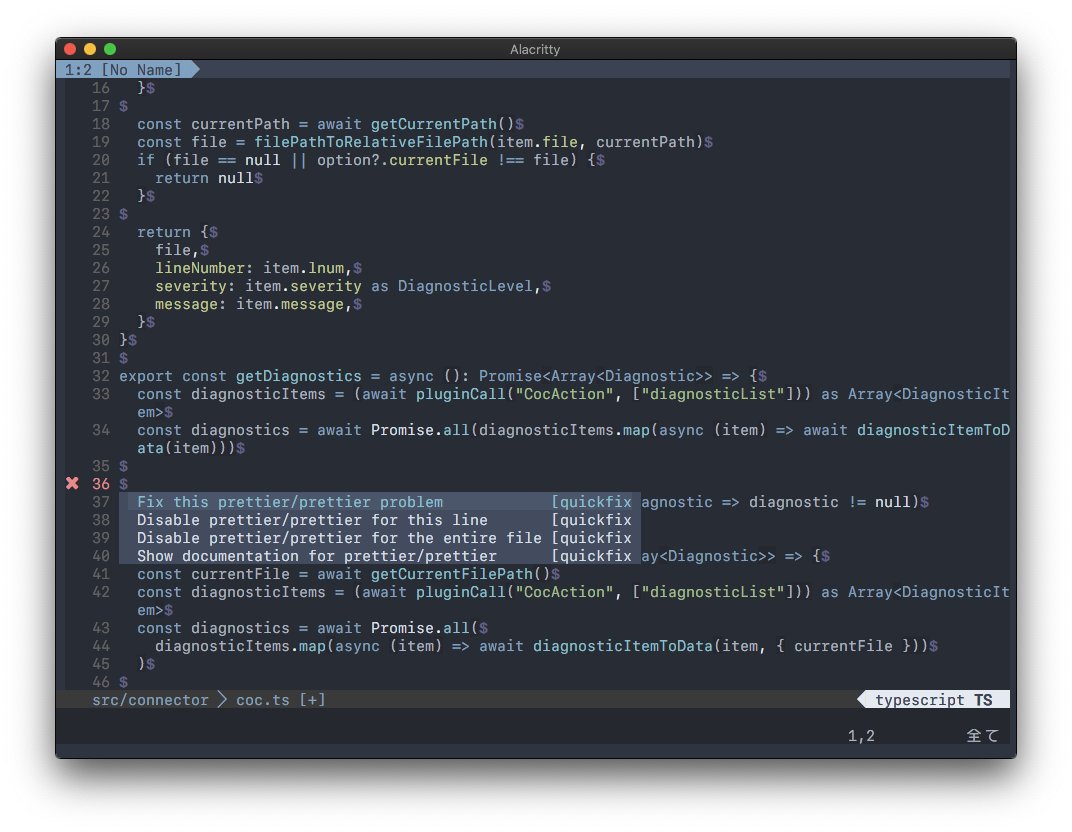 Alacritty
1:2 [No Name]
16   }$
17 $
18   const currentPath = await getCurrentPath()$
19   const file = filePathToRelativeFilePath(item.file, currentPath)$
20   if (file == null || option?.currentFile !== file) {$
21     return null$
22   }$
23 $
24   return {$
25     file,$
26     lineNumber: item.lnum,$
27     severity: item.severity as DiagnosticLevel,$
28     message: item.message,$
29   }$
30 }$
31 $
32 export const getDiagnostics = async (): Promise<Array<Diagnostic>> => {$
33   const diagnosticItems = (await pluginCall("CocAction", ["diagnosticList"])) as Array<DiagnosticIt
em>$
34   const diagnostics = await Promise.all(diagnosticItems.map(async (item) => await diagnosticItemToD
ata(item)))$
35 $
✖ 36 $
37   Fix this prettier/prettier problem            [quickfix agnostic => diagnostic != null)$
38   Disable prettier/prettier for this line       [quickfix
39   Disable prettier/prettier for the entire file [quickfix
40   Show documentation for prettier/prettier      [quickfix ay<Diagnostic>> => {$
41   const currentFile = await getCurrentFilePath()$
42   const diagnosticItems = (await pluginCall("CocAction", ["diagnosticList"])) as Array<DiagnosticIt
em>$
43   const diagnostics = await Promise.all($
44     diagnosticItems.map(async (item) => await diagnosticItemToData(item, { currentFile }))$
45   )$
46 $
src/connector > coc.ts [+] typescript TS
1,2 全て